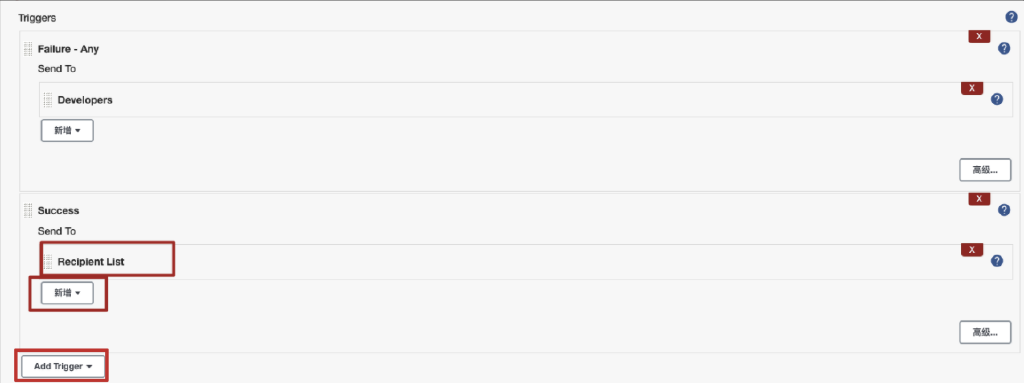 Triggers
?
X
Failure - Any
?
Send To
X
Developers
?
新增
高級...
X
Success
?
Send To
X
Recipient List
?
新增
高級...
Add Trigger